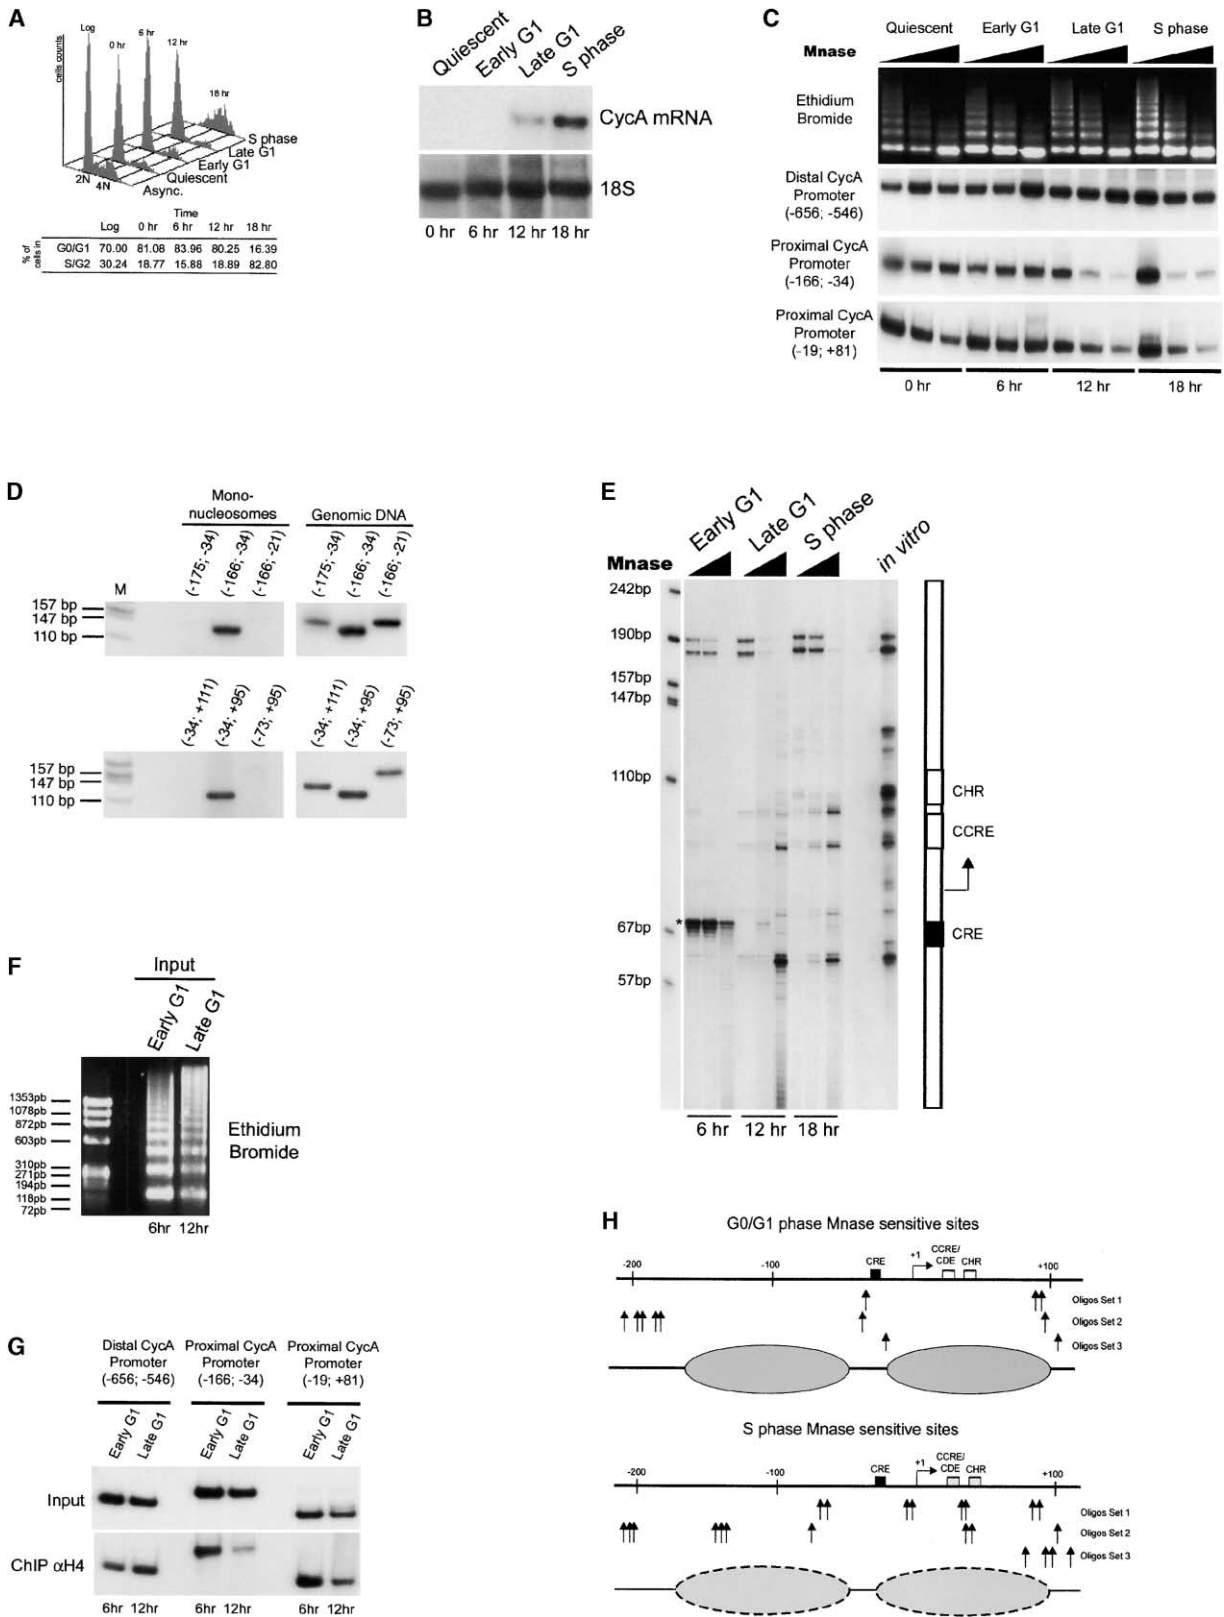 A
cells counts
Log
0 hr
6 hr
12 hr
18 hr
S phase
Late G1
Early G1
Quiescent
Async.
2N
4N
Time
Log 0 hr 6 hr 12 hr 18 hr
% of cells in
G0/G1 70.00 81.08 83.96 80.25 16.39
S/G2 30.24 18.77 15.88 18.89 82.80
B
Quiescent
Early G1
Late G1
S phase
CycA mRNA
18S
0 hr 6 hr 12 hr 18 hr
C
Quiescent Early G1 Late G1 S phase
Mnase
Ethidium
Bromide
Distal CycA
Promoter
(-656; -546)
Proximal CycA
Promoter
(-166; -34)
Proximal CycA
Promoter
(-19; +81)
0 hr 6 hr 12 hr 18 hr
D
Mono-
nucleosomes
Genomic DNA
M
(-175; -34)
(-166; -34)
(-166; -21)
(-175; -34)
(-166; -34)
(-166; -21)
157 bp
147 bp
110 bp
(-34; +111)
(-34; +95)
(-73; +95)
(-34; +111)
(-34; +95)
(-73; +95)
157 bp
147 bp
110 bp
E
Early G1
Late G1
S phase
in vitro
Mnase
242bp
190bp
157bp
147bp
110bp
*
67bp
57bp
CHR
CCRE
CRE
6 hr 12 hr 18 hr
F
Input
Early G1
Late G1
1353pb
1078pb
872pb
603pb
310pb
271pb
194pb
118pb
72pb
Ethidium
Bromide
6hr 12hr
G
Distal CycA
Promoter
(-656; -546)
Proximal CycA
Promoter
(-166; -34)
Proximal CycA
Promoter
(-19; +81)
Early G1
Late G1
Early G1
Late G1
Early G1
Late G1
Input
ChIP αH4
6hr 12hr 6hr 12hr 6hr 12hr
H
G0/G1 phase Mnase sensitive sites
-200 -100 CRE +1 CCRE/
CDE CHR +100
Oligos Set 1
Oligos Set 2
Oligos Set 3
S phase Mnase sensitive sites
-200 -100 CRE +1 CCRE/
CDE CHR +100
Oligos Set 1
Oligos Set 2
Oligos Set 3